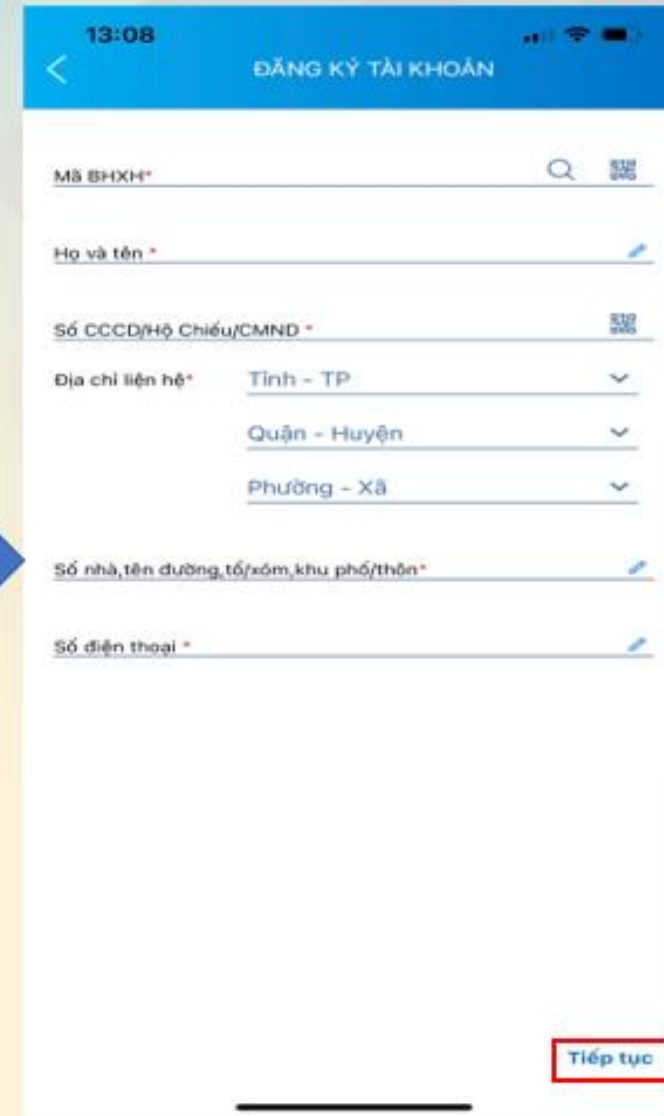 13:08
ĐĂNG KÝ TÀI KHOẢN
Mã BHXH*
Họ và tên *
Số CCCD/Hộ Chiếu/CMND *
Địa chỉ liên hệ* Tỉnh - TP
Quận - Huyện
Phường - Xã
Số nhà,tên đường,tổ/xóm,khu phố/thôn*
Số điện thoại *
Tiếp tục